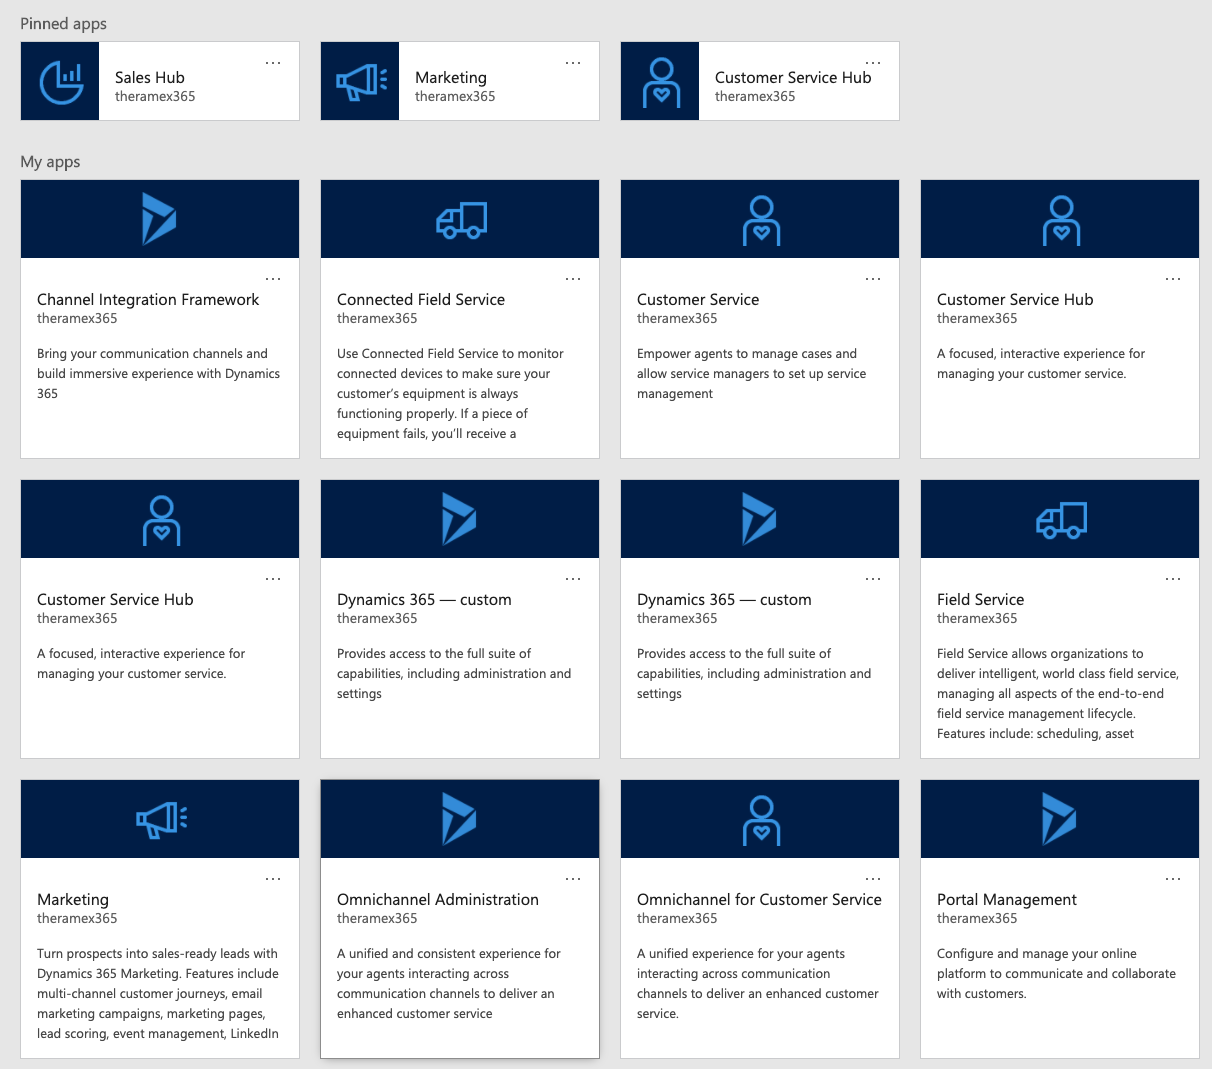 Pinned apps
...
Sales Hub
theramex365
...
Marketing
theramex365
...
Customer Service Hub
theramex365
My apps
...
Channel Integration Framework
theramex365
Bring your communication channels and
build immersive experience with Dynamics
365
...
Connected Field Service
theramex365
Use Connected Field Service to monitor
connected devices to make sure your
customer’s equipment is always
functioning properly. If a piece of
equipment fails, you’ll receive a
...
Customer Service
theramex365
Empower agents to manage cases and
allow service managers to set up service
management
...
Customer Service Hub
theramex365
A focused, interactive experience for
managing your customer service.
...
Customer Service Hub
theramex365
A focused, interactive experience for
managing your customer service.
...
Dynamics 365 — custom
theramex365
Provides access to the full suite of
capabilities, including administration and
settings
...
Dynamics 365 — custom
theramex365
Provides access to the full suite of
capabilities, including administration and
settings
...
Field Service
theramex365
Field Service allows organizations to
deliver intelligent, world class field service,
managing all aspects of the end-to-end
field service management lifecycle.
Features include: scheduling, asset
...
Marketing
theramex365
Turn prospects into sales-ready leads with
Dynamics 365 Marketing. Features include
multi-channel customer journeys, email
marketing campaigns, marketing pages,
lead scoring, event management, LinkedIn
...
Omnichannel Administration
theramex365
A unified and consistent experience for
your agents interacting across
communication channels to deliver an
enhanced customer service
...
Omnichannel for Customer Service
theramex365
A unified experience for your agents
interacting across communication
channels to deliver an enhanced customer
service.
...
Portal Management
theramex365
Configure and manage your online
platform to communicate and collaborate
with customers.